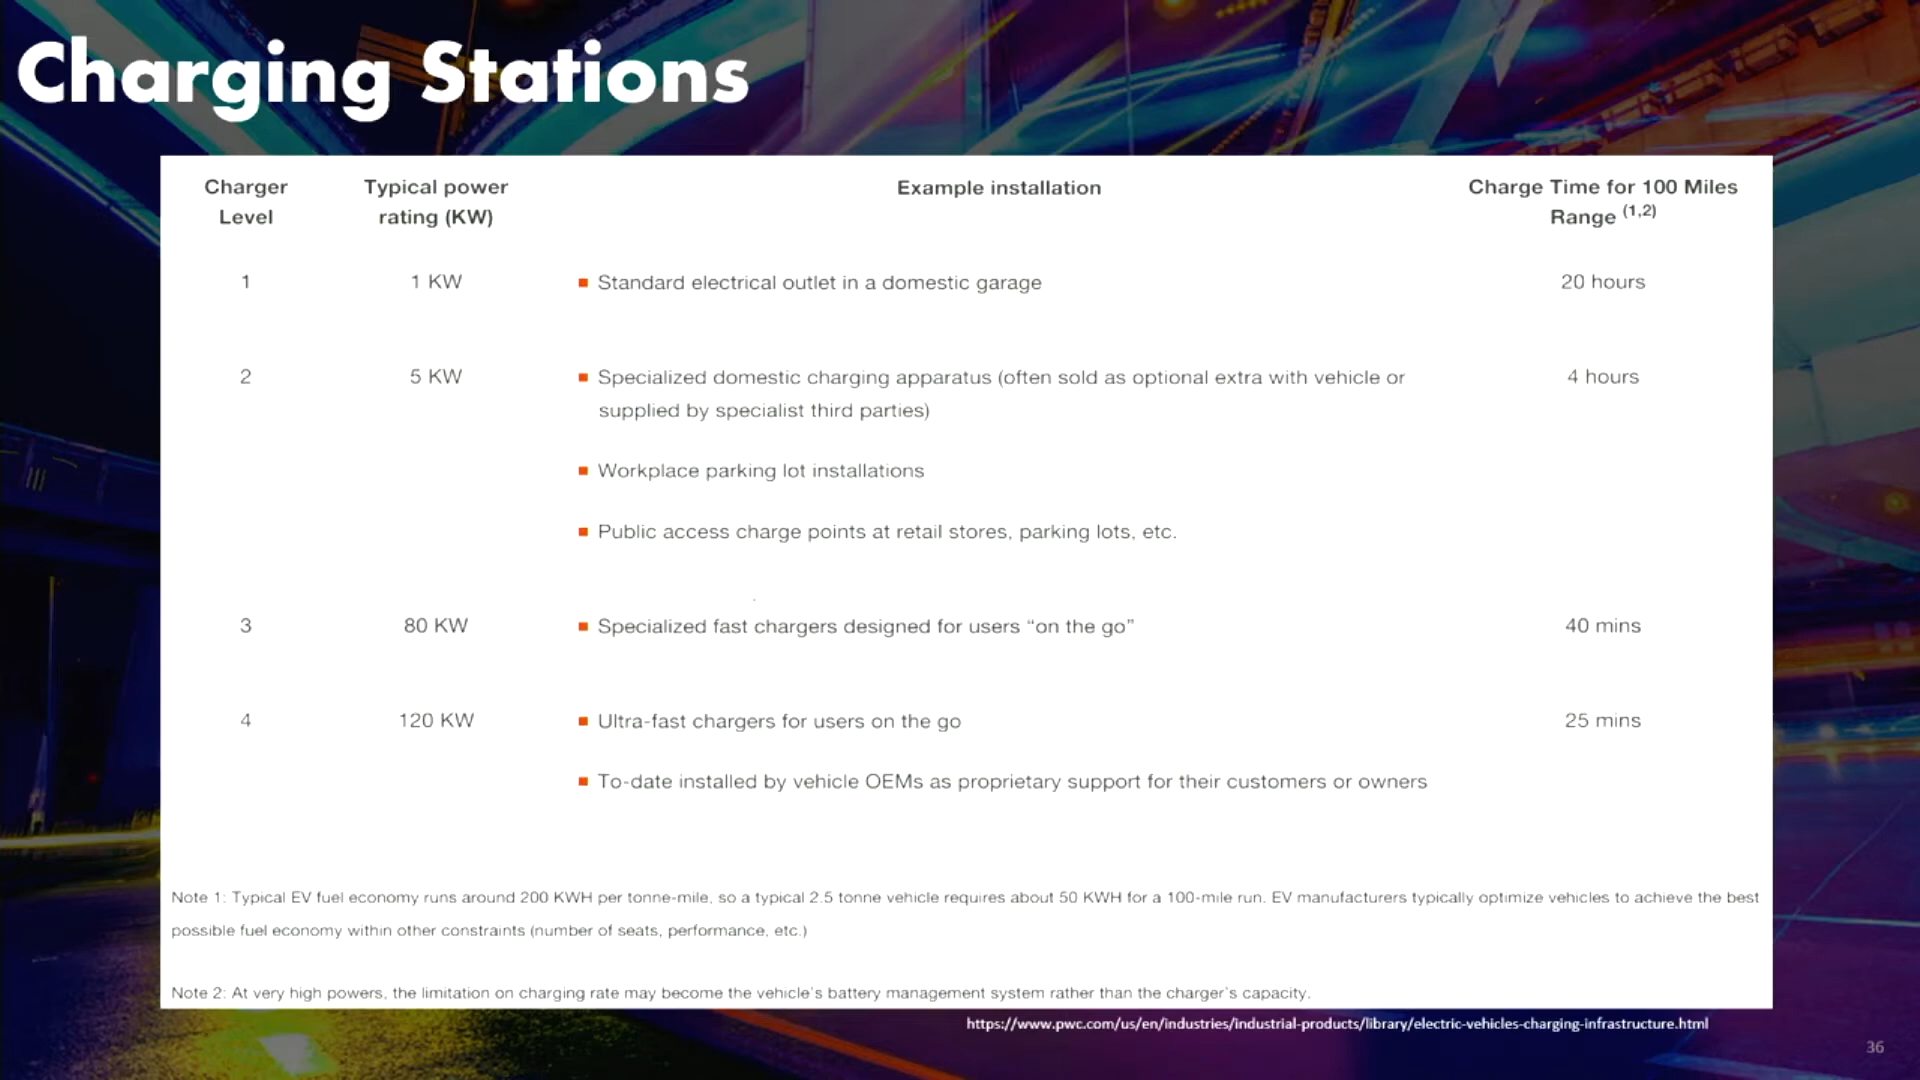 Charging Stations
Charger Level
Typical power rating (KW)
Example installation
Charge Time for 100 Miles Range (1,2)
1
1 KW
■ Standard electrical outlet in a domestic garage
20 hours
2
5 KW
■ Specialized domestic charging apparatus (often sold as optional extra with vehicle or
supplied by specialist third parties)
4 hours
■ Workplace parking lot installations
■ Public access charge points at retail stores, parking lots, etc.
3
80 KW
■ Specialized fast chargers designed for users “on the go”
40 mins
4
120 KW
■ Ultra-fast chargers for users on the go
25 mins
■ To-date installed by vehicle OEMs as proprietary support for their customers or owners
Note 1: Typical EV fuel economy runs around 200 KWH per tonne-mile, so a typical 2.5 tonne vehicle requires about 50 KWH for a 100-mile run. EV manufacturers typically optimize vehicles to achieve the best
possible fuel economy within other constraints (number of seats, performance, etc.)
Note 2: At very high powers, the limitation on charging rate may become the vehicle's battery management system rather than the charger's capacity.
https://www.pwc.com/us/en/industries/industrial-products/library/electric-vehicles-charging-infrastructure.html
36